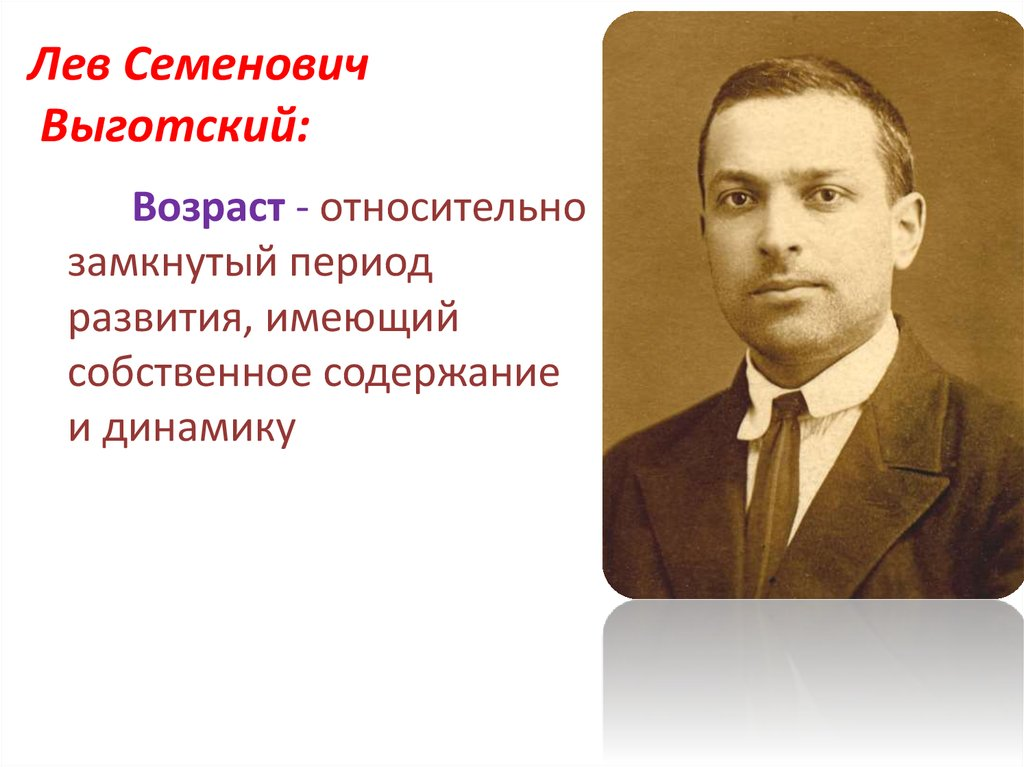 Лев Семенович
Выготский:
Возраст - относительно
замкнутый период
развития, имеющий
собственное содержание
и динамику